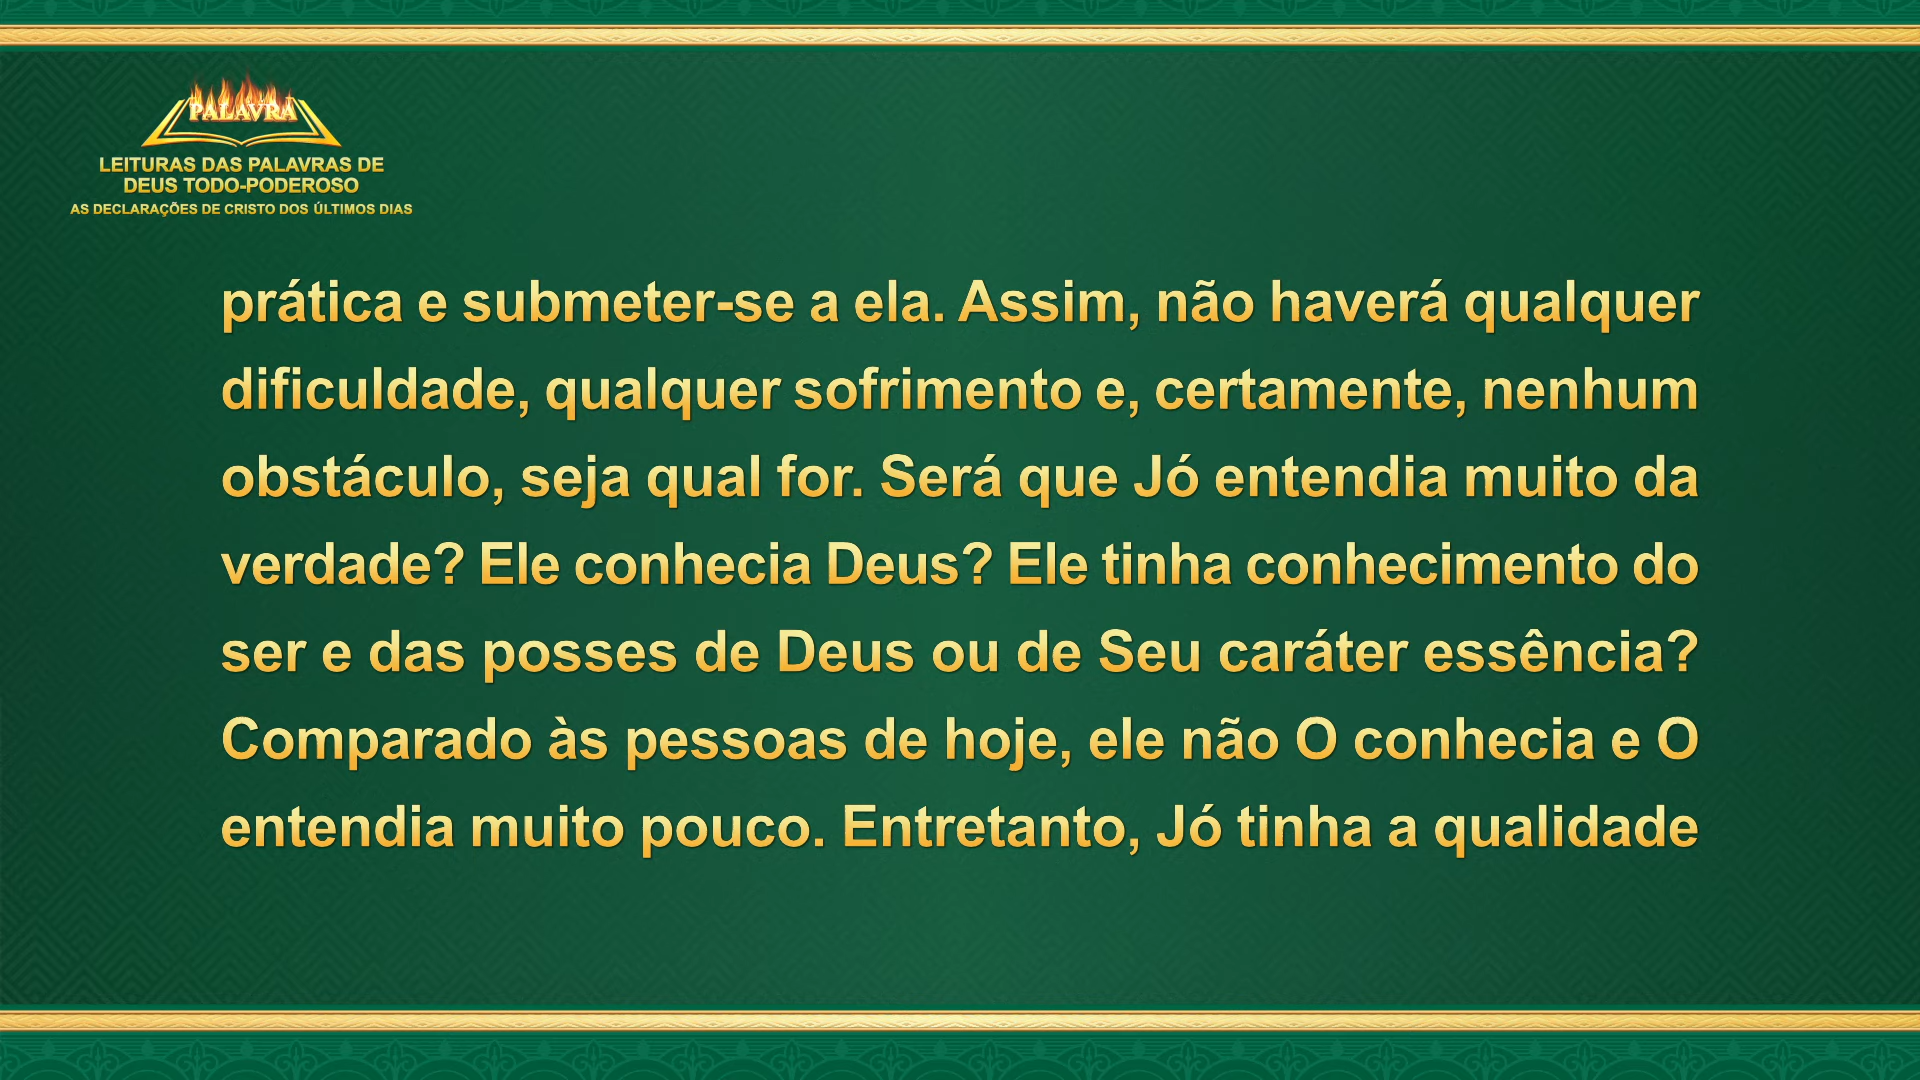 PALAVRA
LEITURAS DAS PALAVRAS DE
DEUS TODO-PODEROSO
AS DECLARAÇÕES DE CRISTO DOS ÚLTIMOS DIAS
prática e submeter-se a ela. Assim, não haverá qualquer
dificuldade, qualquer sofrimento e, certamente, nenhum
obstáculo, seja qual for. Será que Jó entendia muito da
verdade? Ele conhecia Deus? Ele tinha conhecimento do
ser e das posses de Deus ou de Seu caráter essência?
Comparado às pessoas de hoje, ele não O conhecia e O
entendia muito pouco. Entretanto, Jó tinha a qualidade